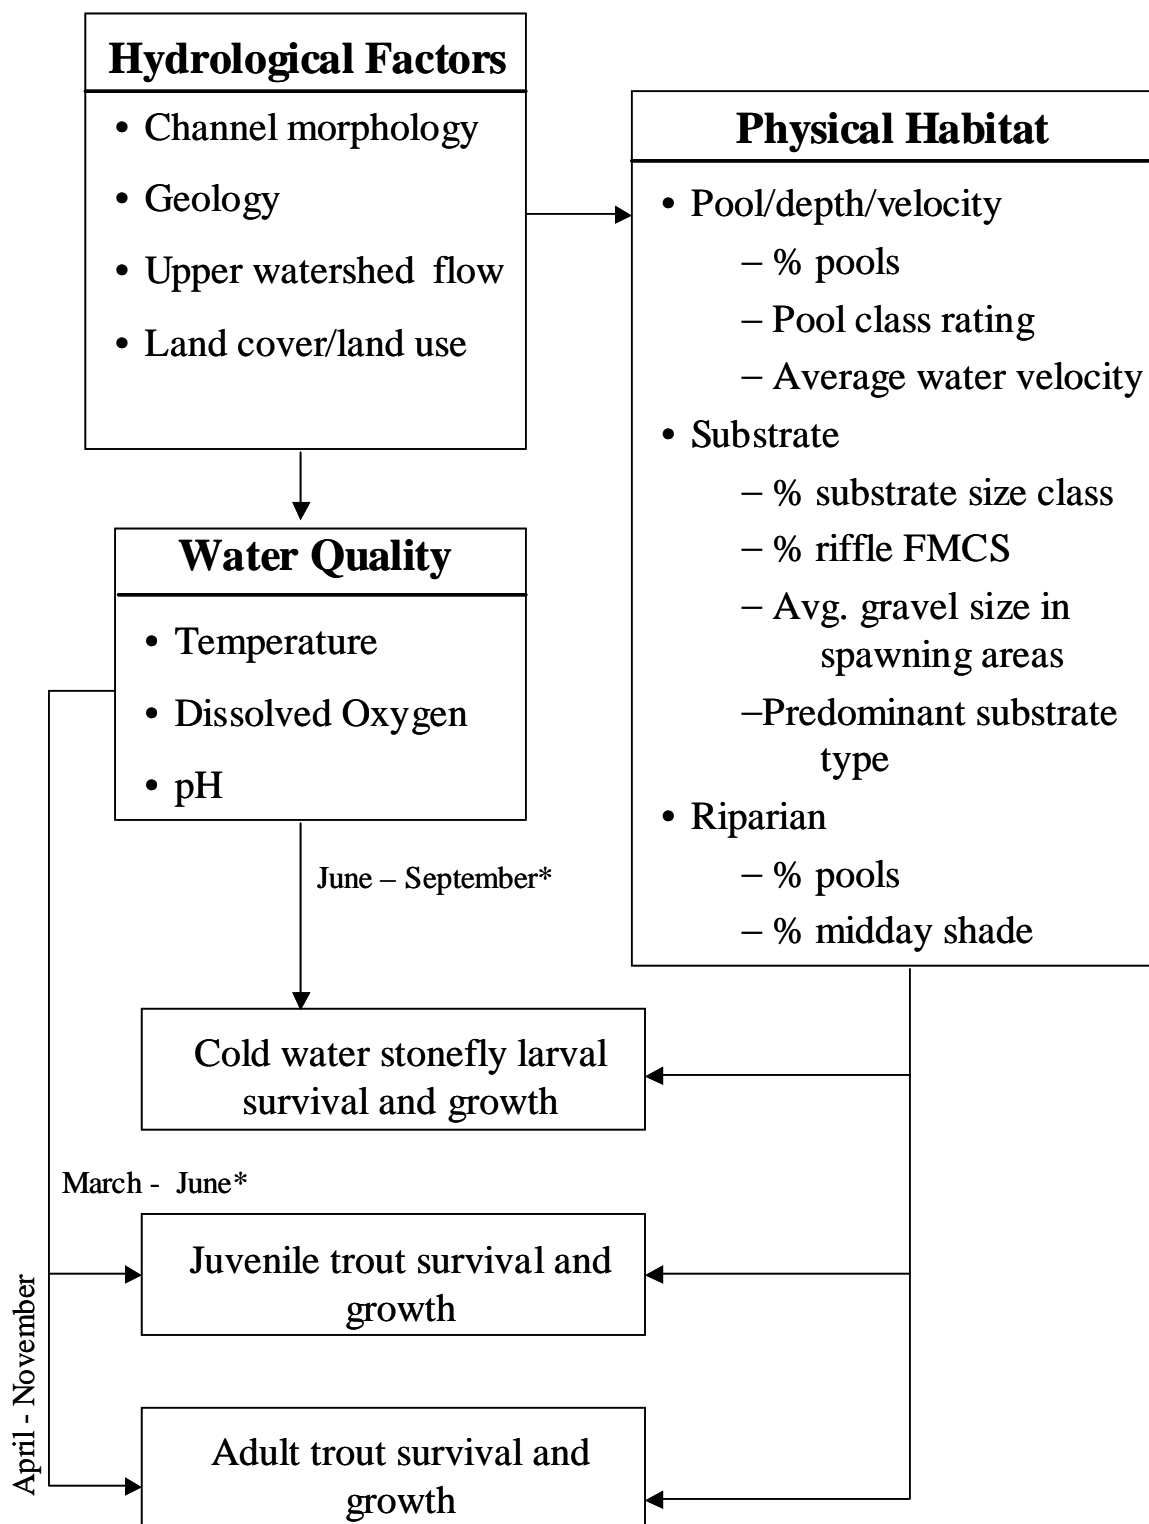 Hydrological Factors
• Channel morphology
• Geology
• Upper watershed flow
• Land cover/land use
Physical Habitat
• Pool/depth/velocity
– % pools
– Pool class rating
– Average water velocity
• Substrate
– % substrate size class
– % riffle FMCS
– Avg. gravel size in
spawning areas
–Predominant substrate
type
• Riparian
– % pools
– % midday shade
Water Quality
• Temperature
• Dissolved Oxygen
• pH
June – September*
Cold water stonefly larval
survival and growth
March - June*
Juvenile trout survival and
growth
April - November
Adult trout survival and
growth